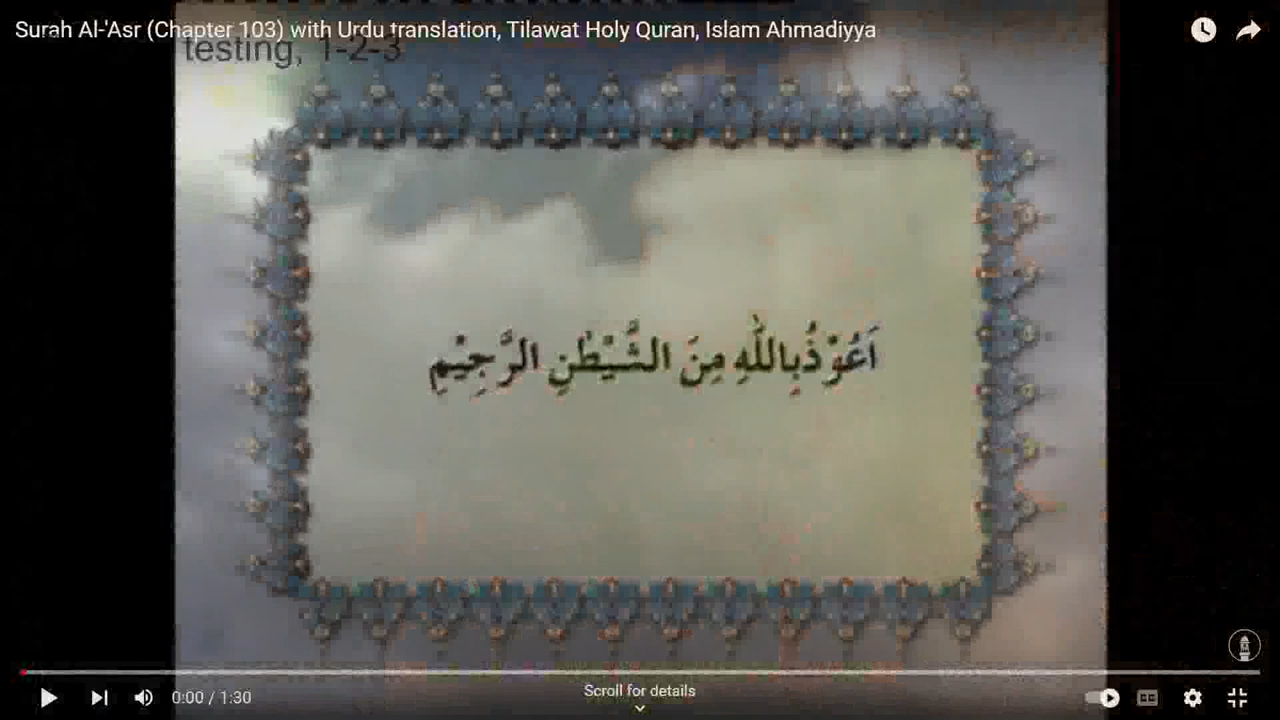 Surah Al-'Asr (Chapter 103) with Urdu translation, Tilawat Holy Quran, Islam Ahmadiyya
testing, 1-2-3
اَعُوْذُبِاللّٰهِ مِنَ الشَّيْطٰنِ الرَّجِيْمِ
Scroll for details
0:00 / 1:30
CC